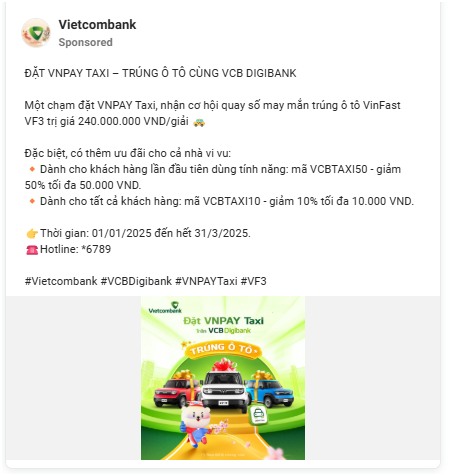 Vietcombank
Sponsored
ĐẶT VNPAY TAXI – TRÚNG Ô TÔ CÙNG VCB DIGIBANK
Một chạm đặt VNPAY Taxi, nhận cơ hội quay số may mắn trúng ô tô VinFast
VF3 trị giá 240.000.000 VND/giải 🚕
Đặc biệt, có thêm ưu đãi cho cả nhà vi vu:
🔸Dành cho khách hàng lần đầu tiên dùng tính năng: mã VCBTAXI50 - giảm
50% tối đa 50.000 VND.
🔸Dành cho tất cả khách hàng: mã VCBTAXI10 - giảm 10% tối đa 10.000 VND.
👉Thời gian: 01/01/2025 đến hết 31/3/2025.
☎️Hotline: *6789
#Vietcombank #VCBDigibank #VNPAYTaxi #VF3
Vietcombank
Đặt VNPAY Taxi
Trên VCBDigibank
TRÚNG Ô TÔ*